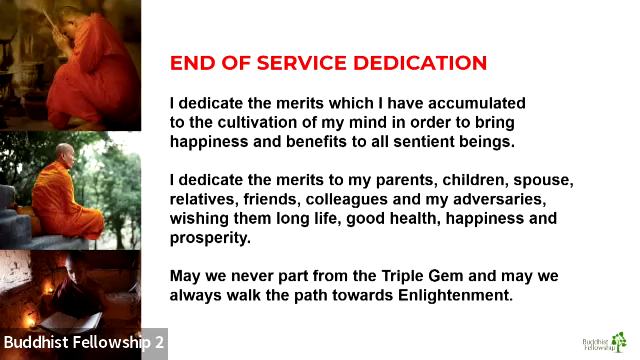 END OF SERVICE DEDICATION
I dedicate the merits which I have accumulated
to the cultivation of my mind in order to bring
happiness and benefits to all sentient beings.
I dedicate the merits to my parents, children, spouse,
relatives, friends, colleagues and my adversaries,
wishing them long life, good health, happiness and
prosperity.
May we never part from the Triple Gem and may we
always walk the path towards Enlightenment.
Buddhist Fellowship 2
Buddhist
Fellowship